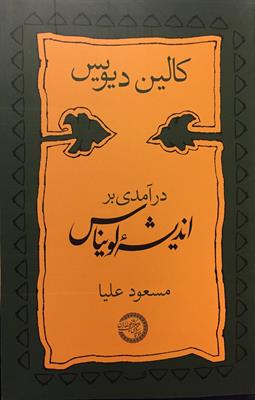 کالین دیویس
درآمدی بر
اندیشهٔ لویناس
مسعود علیا